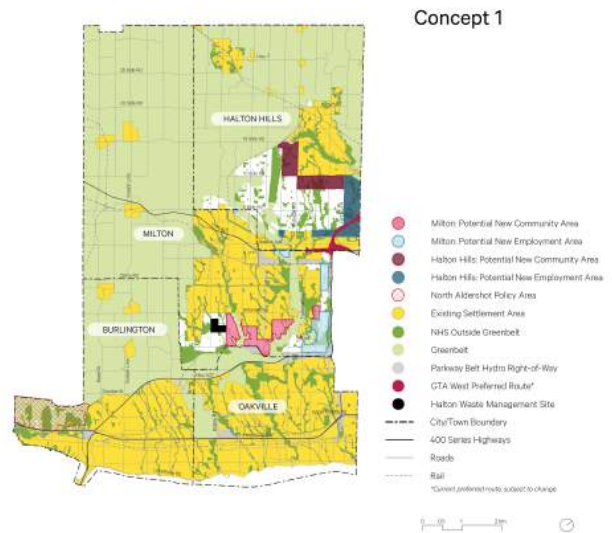 Concept 1
HALTON HILLS
MILTON
BURLINGTON
OAKVILLE
Milton: Potential New Community Area
Milton: Potential New Employment Area
Halton Hills: Potential New Community Area
Halton Hills: Potential New Employment Area
North Aldershot Policy Area
Existing Settlement Area
NHS Outside Greenbelt
Greenbelt
Parkway Belt Hydro Right-of-Way
GTA West Preferred Route*
Halton Waste Management Site
City/Town Boundary
400 Series Highways
Roads
Rail
*Current preferred route, subject to change